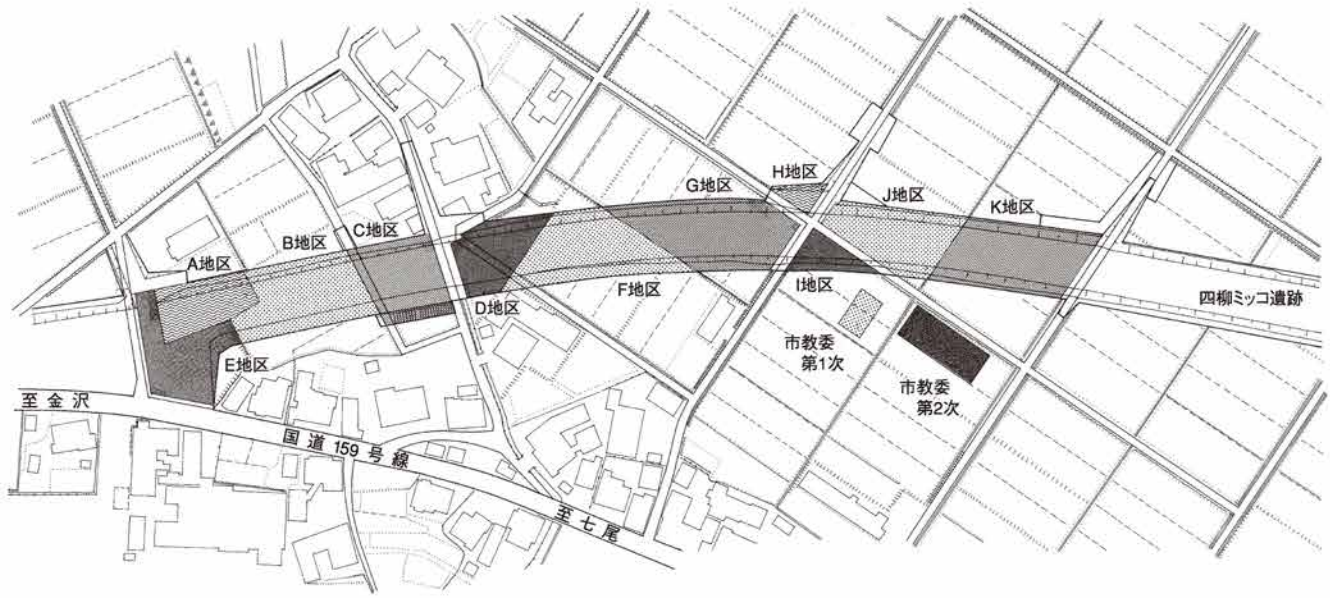 A地区
B地区
C地区
D地区
E地区
F地区
G地区
H地区
I地区
J地区
K地区
四柳ミッコ遺跡
市教委
第1次
市教委
第2次
至金沢
国道159号線
至七尾